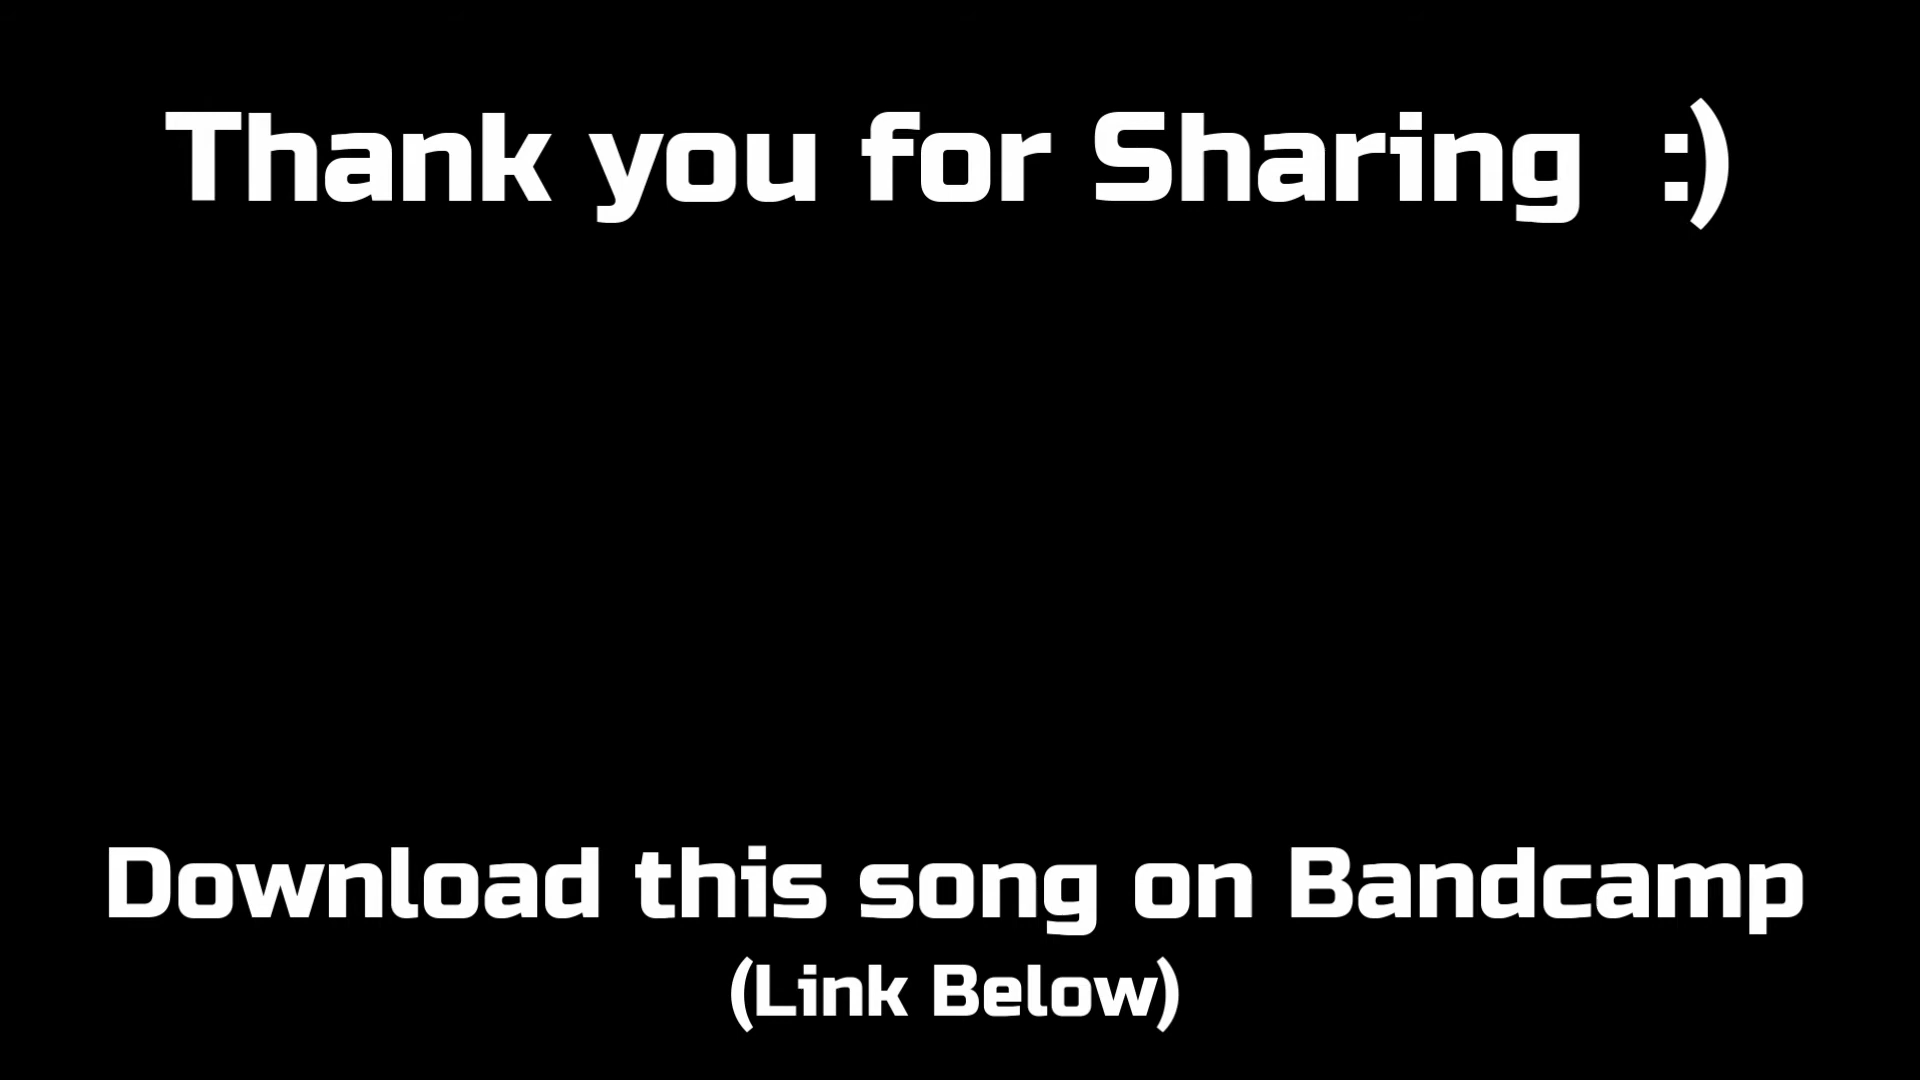 Thank you for Sharing :)
Download this song on Bandcamp
(Link Below)